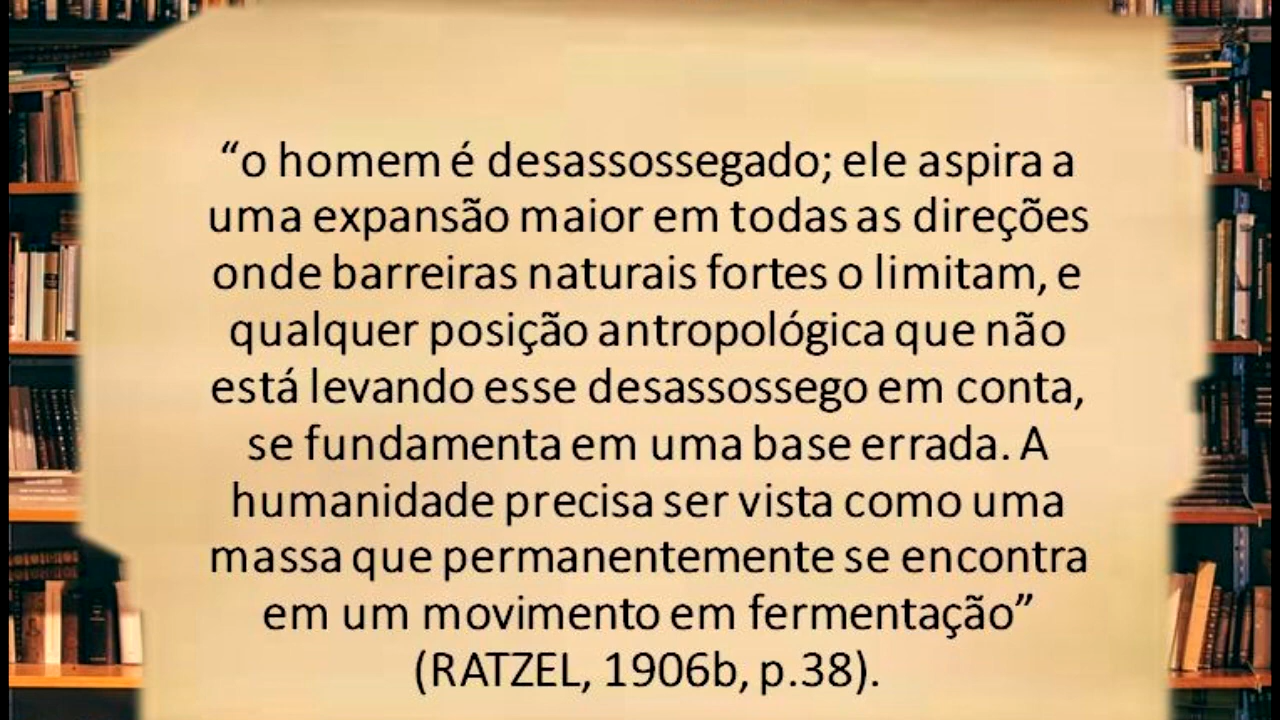 “o homem é desassossegado; ele aspira a
uma expansão maior em todas as direções
onde barreiras naturais fortes o limitam, e
qualquer posição antropológica que não
está levando esse desassossego em conta,
se fundamenta em uma base errada. A
humanidade precisa ser vista como uma
massa que permanentemente se encontra
em um movimento em fermentação”
(RATZEL, 1906b, p.38).